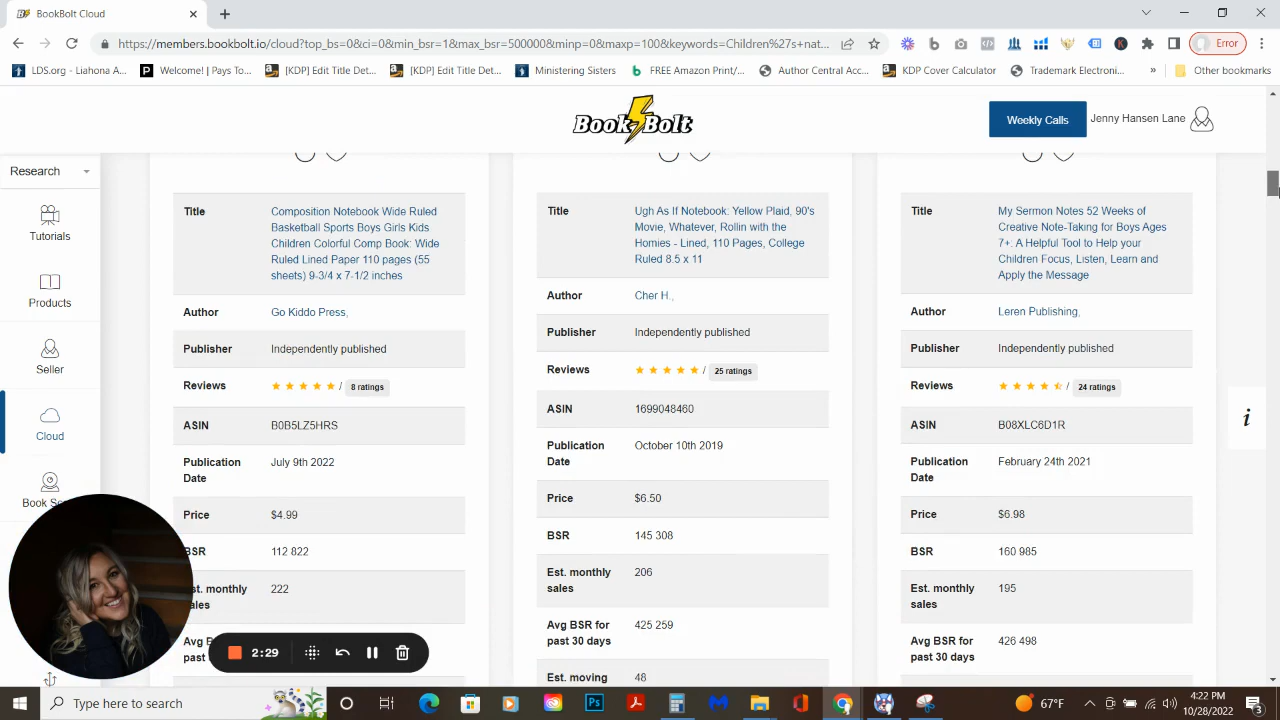 BookBolt Cloud
https://members.bookbolt.io/cloud?top_bs=0&ci=0&min_bsr=1&max_bsr=500000&minp=0&maxp=100&keywords=Children%27s+nat...
Error
LDS.org - Liahona A...
Welcome! | Pays To...
[KDP] Edit Title Det...
[KDP] Edit Title Det...
Ministering Sisters
FREE Amazon Print/...
Author Central Acc...
KDP Cover Calculator
Trademark Electroni...
»
Other bookmarks
Book Bolt
Weekly Calls
Jenny Hansen Lane
Research
Tutorials
Products
Seller
Cloud
Title
Composition Notebook Wide Ruled
Basketball Sports Boys Girls Kids
Children Colorful Comp Book: Wide
Ruled Lined Paper 110 pages (55
sheets) 9-3/4 x 7-1/2 inches
Author
Go Kiddo Press,
Publisher
Independently published
Reviews
/ 8 ratings
ASIN
B0B5LZ5HRS
Publication
Date
July 9th 2022
Price
$4.99
BSR
112 822
Est. monthly
sales
222
Title
Ugh As If Notebook: Yellow Plaid, 90's
Movie, Whatever, Rollin with the
Homies - Lined, 110 Pages, College
Ruled 8.5 x 11
Author
Cher H.,
Publisher
Independently published
Reviews
/ 25 ratings
ASIN
1699048460
Publication
Date
October 10th 2019
Price
$6.50
BSR
145 308
Est. monthly
sales
206
Avg BSR for
past 30 days
425 259
Est. moving
48
Title
My Sermon Notes 52 Weeks of
Creative Note-Taking for Boys Ages
7+: A Helpful Tool to Help your
Children Focus, Listen, Learn and
Apply the Message
Author
Leren Publishing,
Publisher
Independently published
Reviews
/ 24 ratings
ASIN
B08XLC6D1R
Publication
Date
February 24th 2021
Price
$6.98
BSR
160 985
Est. monthly
sales
195
Avg BSR for
past 30 days
426 498
i
2:29
Type here to search
67°F
4:22 PM
10/28/2022
3